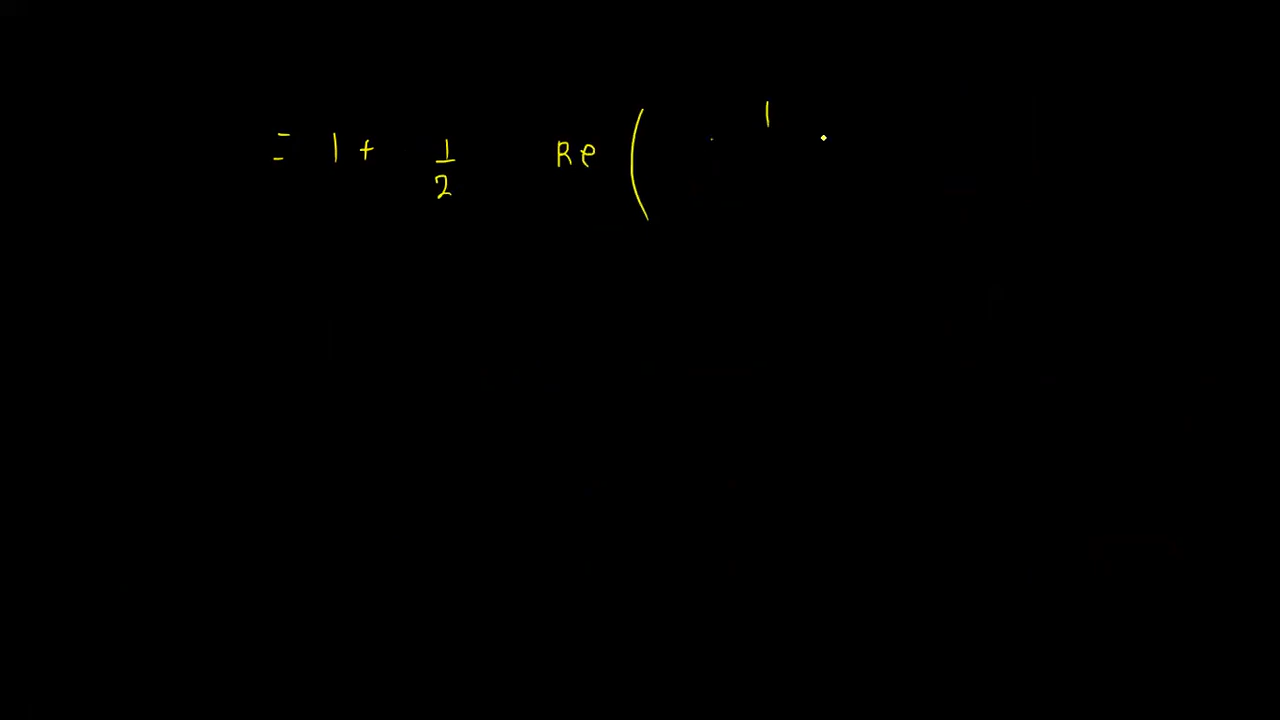 = 1 + 1/2 Re ( 1